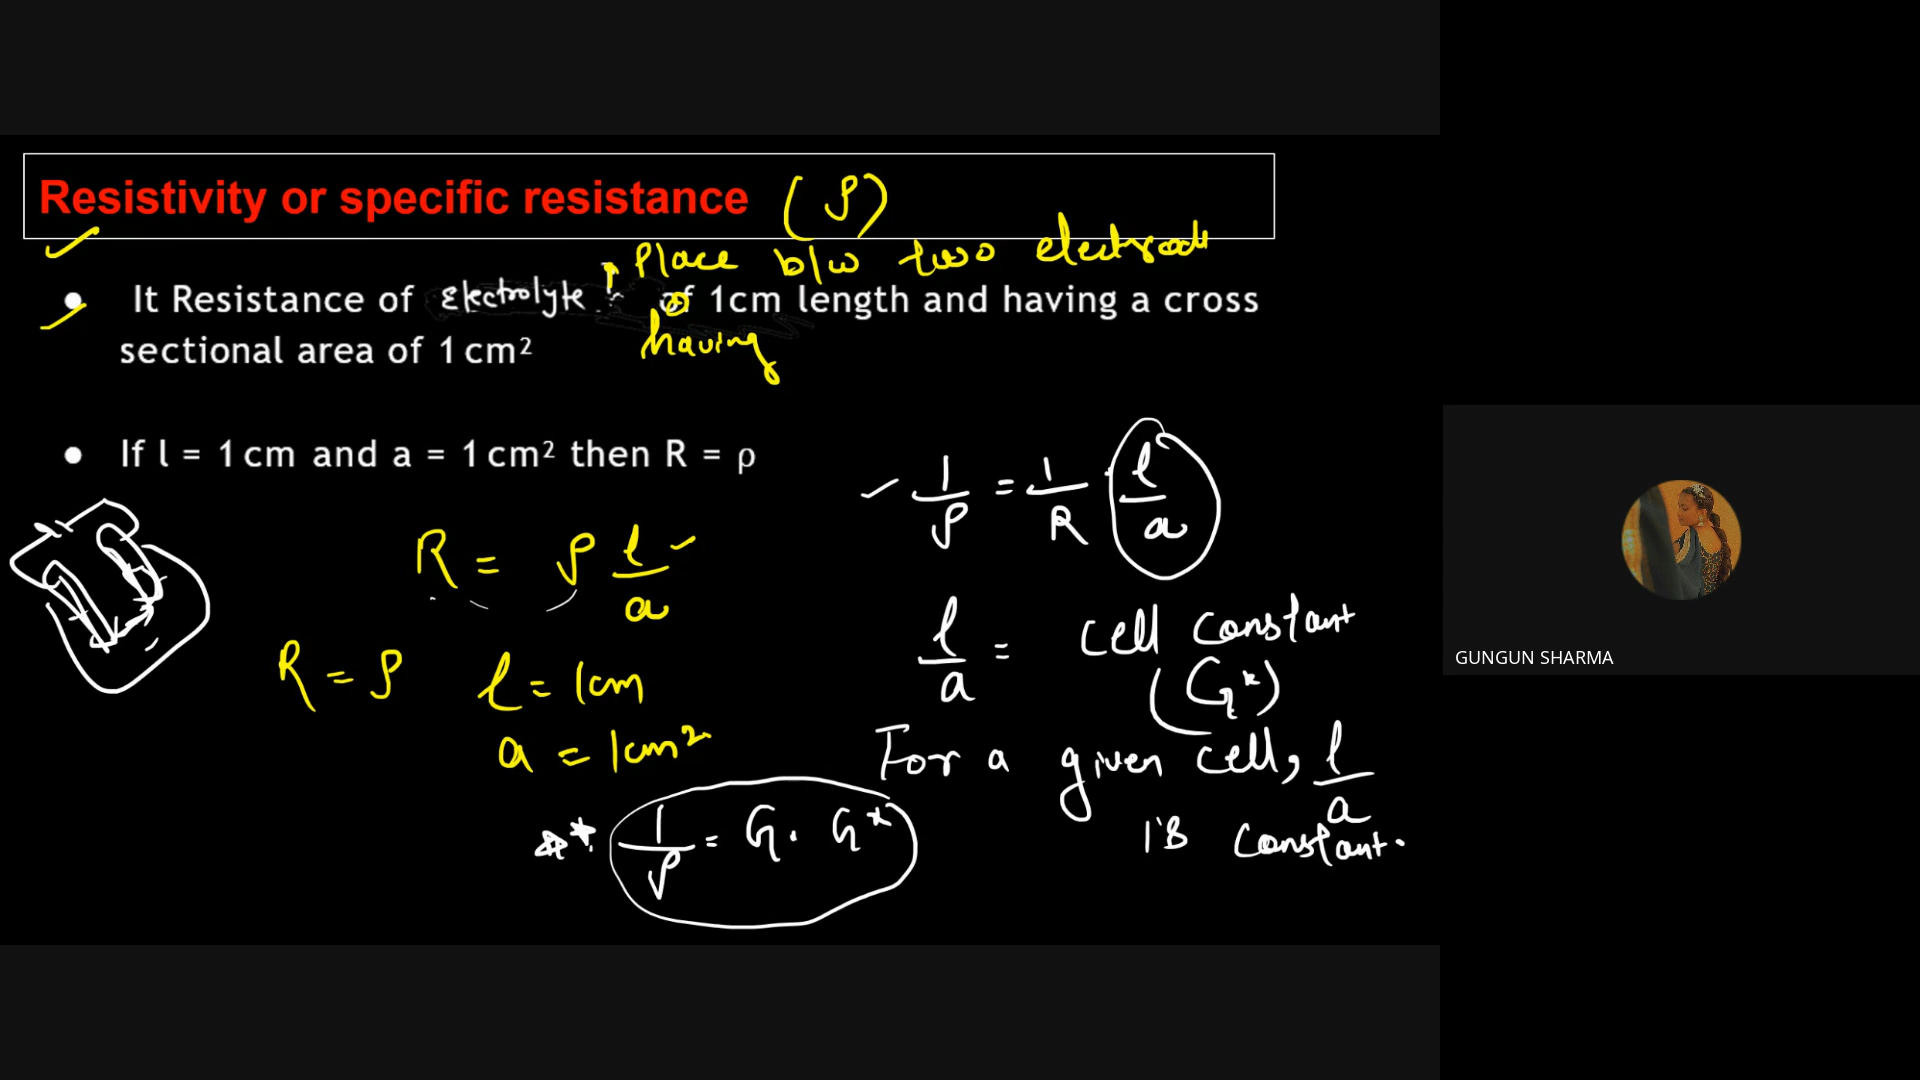 Resistivity or specific resistance (ρ)
Place b/w two electrode
It Resistance of Electrolyte of 1cm length and having a cross
having
sectional area of 1 cm²
If l = 1 cm and a = 1 cm² then R = ρ
1/ρ = 1/R · l/a
R = ρ l/a
l/a = cell constant
(G*)
R = ρ l = 1cm
a = 1cm²
For a given cell, l/a
is constant.
1/ρ = G · G*
GUNGUN SHARMA